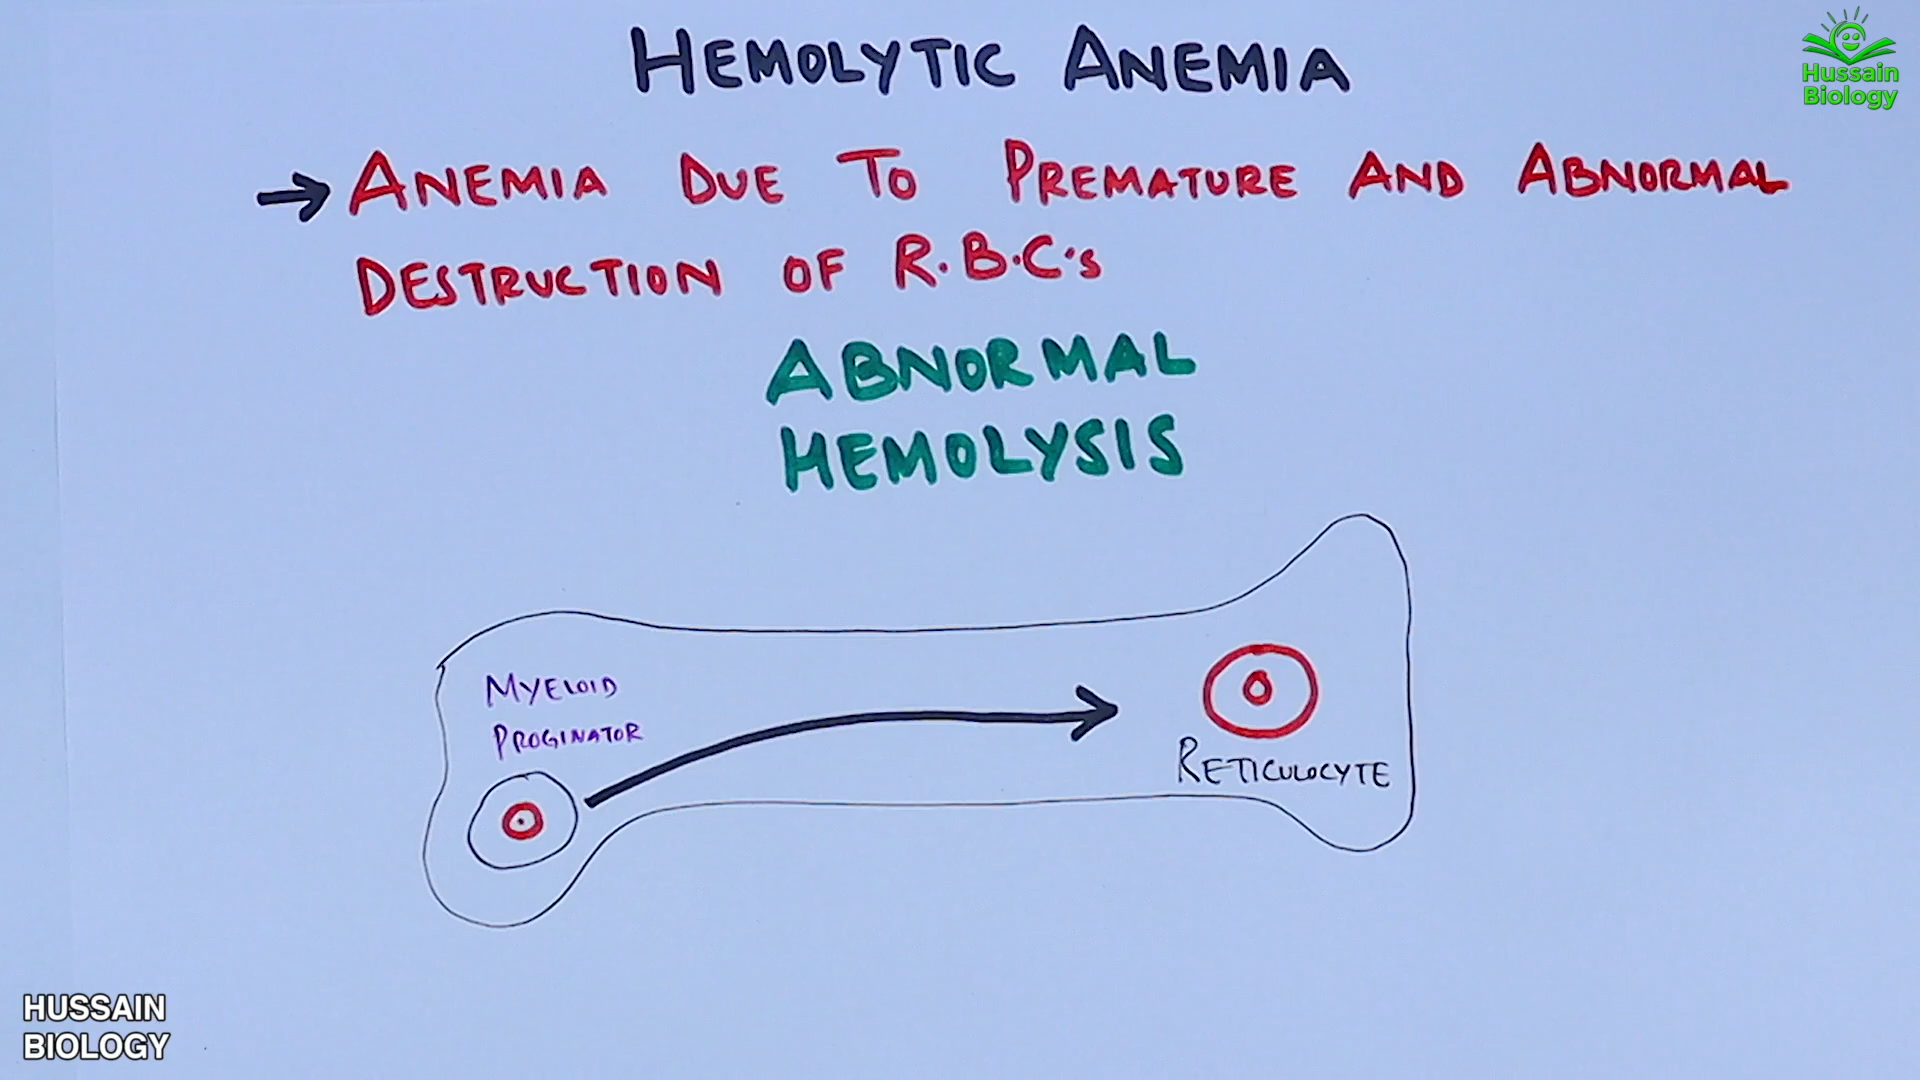 HEMOLYTIC ANEMIA
Hussain
Biology
→ ANEMIA DUE TO PREMATURE AND ABNORMAL
DESTRUCTION OF R.B.C's
ABNORMAL
HEMOLYSIS
MYELOID
PROGINATOR
RETICULOCYTE
HUSSAIN
BIOLOGY